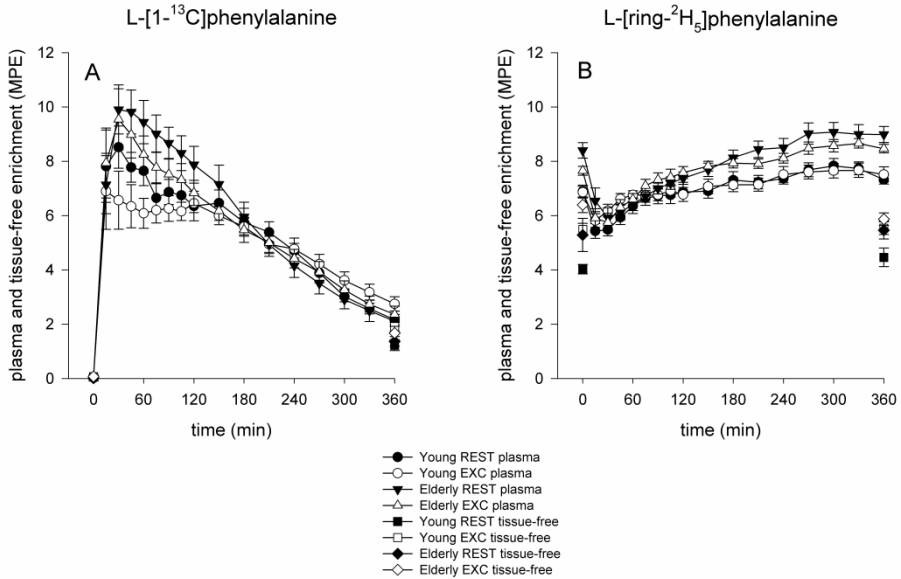 L-[1-¹³C]phenylalanine
L-[ring-²H₅]phenylalanine
plasma and tissue-free enrichment (MPE)
12
10
8
6
4
2
0
A
0 60 120 180 240 300 360
time (min)
plasma and tissue-free enrichment (MPE)
12
10
8
6
4
2
0
B
0 60 120 180 240 300 360
time (min)
Young REST plasma
Young EXC plasma
Elderly REST plasma
Elderly EXC plasma
Young REST tissue-free
Young EXC tissue-free
Elderly REST tissue-free
Elderly EXC tissue-free